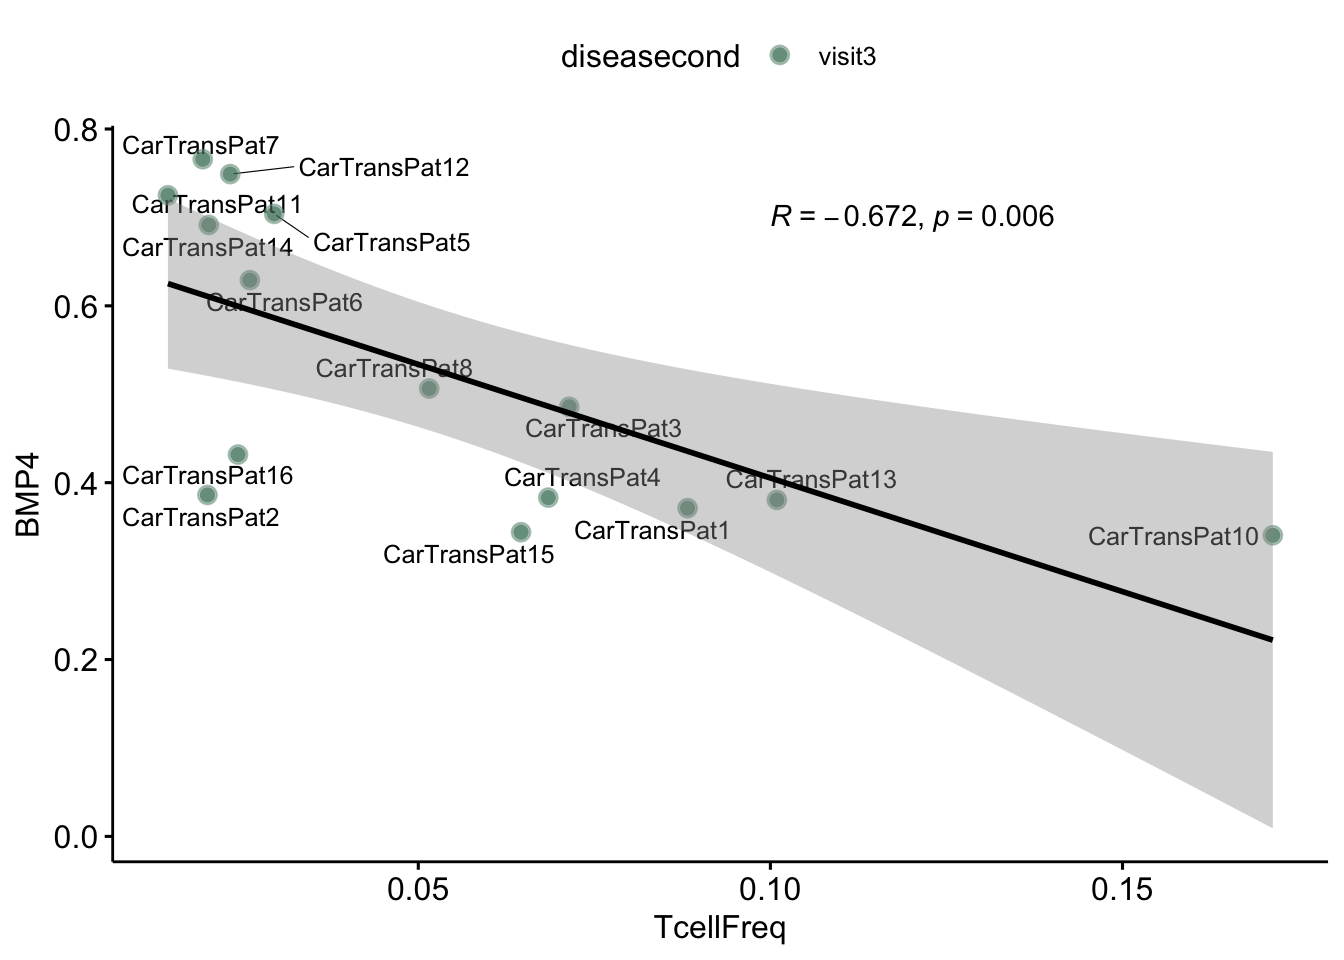 diseasecond visit3
0.8
CarTransPat7
CarTransPat12
CarTransPat11
R = −0.672, p = 0.006
CarTransPat5
CarTransPat14
0.6
CarTransPat6
CarTransPat8
CarTransPat3
BMP4
0.4
CarTransPat16
CarTransPat4
CarTransPat13
CarTransPat2
CarTransPat1
CarTransPat10
CarTransPat15
0.2
0.0
0.05 0.10 0.15
TcellFreq